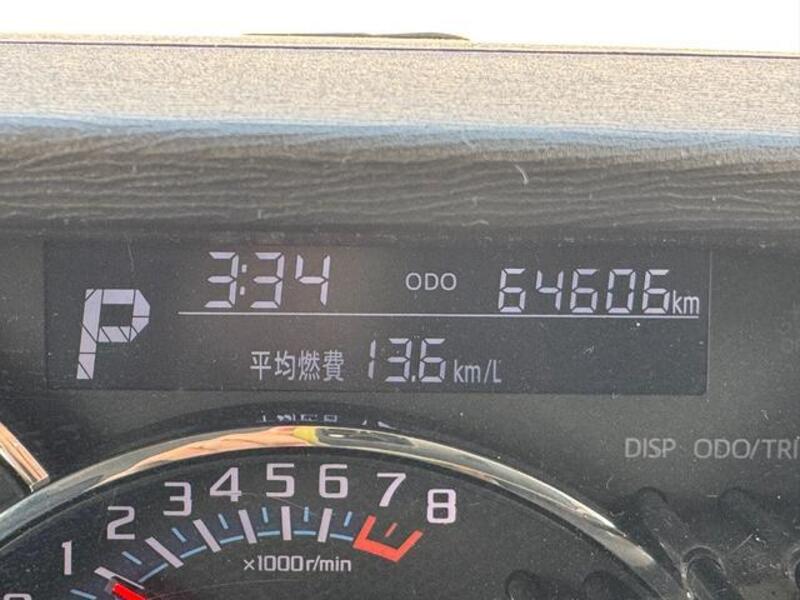 P 3:34 ODO 64606km
平均燃費 13.6 km/L
DISP ODO/TRI
1 2 3 4 5 6 7 8
×1000r/min